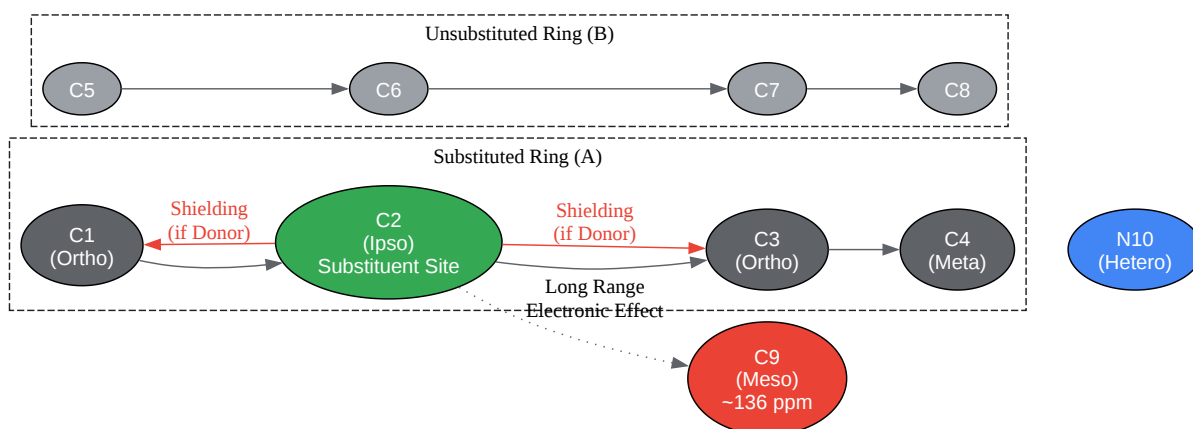 Unsubstituted Ring (B)
C5
C6
C7
C8
Substituted Ring (A)
C1
(Ortho)
Shielding
(if Donor)
C2
(Ipso)
Substituent Site
Shielding
(if Donor)
C3
(Ortho)
C4
(Meta)
N10
(Hetero)
Long Range
Electronic Effect
C9
(Meso)
~136 ppm